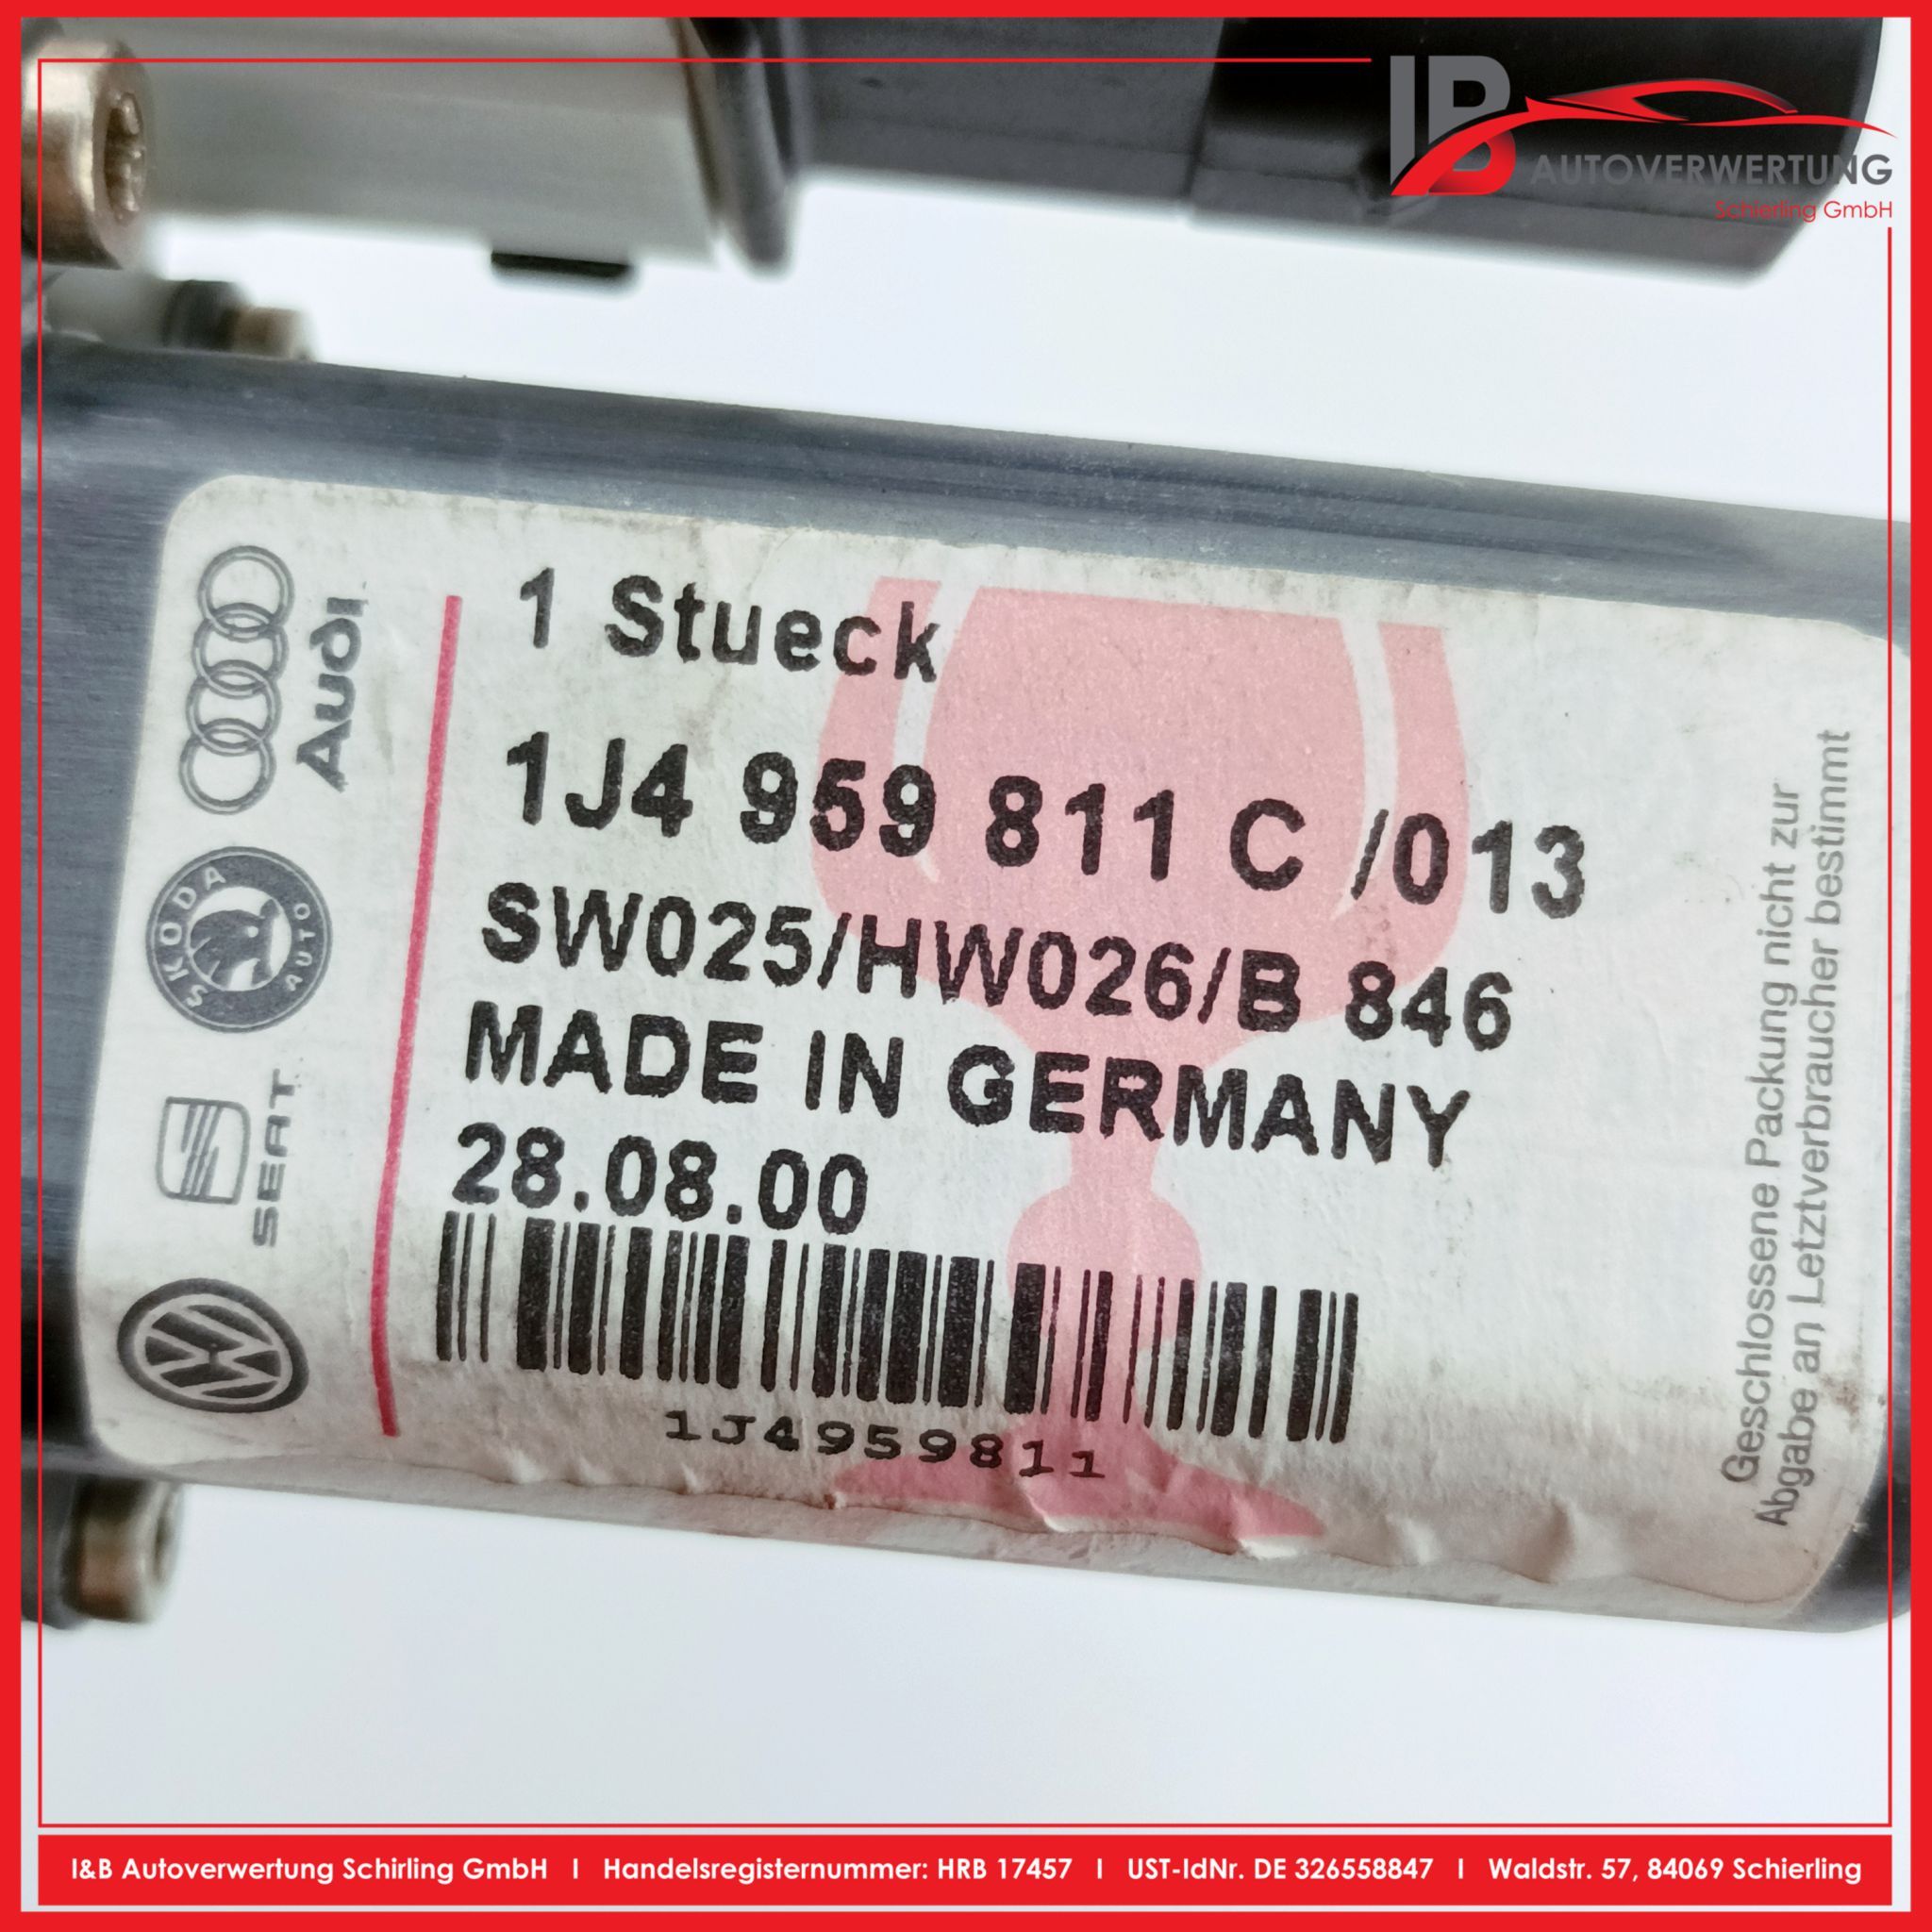 IB
AUTOVERWERTUNG
Schierling GmbH
Audi
SKODA
AUTO
SEAT
1 Stueck
1J4 959 811 C /013
SW025/HW026/B 846
MADE IN GERMANY
28.08.00
1J4959811
Geschlossene Packung nicht zur
Abgabe an Letztverbraucher bestimmt
I&B Autoverwertung Schirling GmbH I Handelsregisternummer: HRB 17457 I UST-IdNr. DE 326558847 I Waldstr. 57, 84069 Schierling